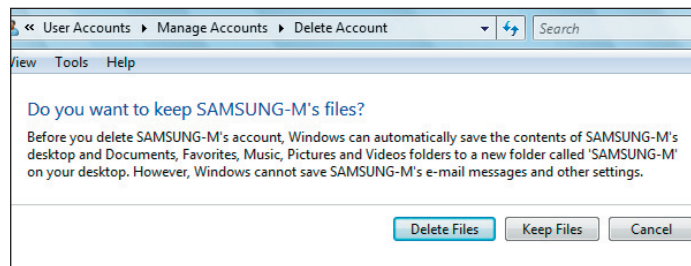 « User Accounts ▸ Manage Accounts ▸ Delete Account Search
View Tools Help
Do you want to keep SAMSUNG-M's files?
Before you delete SAMSUNG-M's account, Windows can automatically save the contents of SAMSUNG-M's
desktop and Documents, Favorites, Music, Pictures and Videos folders to a new folder called 'SAMSUNG-M'
on your desktop. However, Windows cannot save SAMSUNG-M's e-mail messages and other settings.
Delete Files Keep Files Cancel